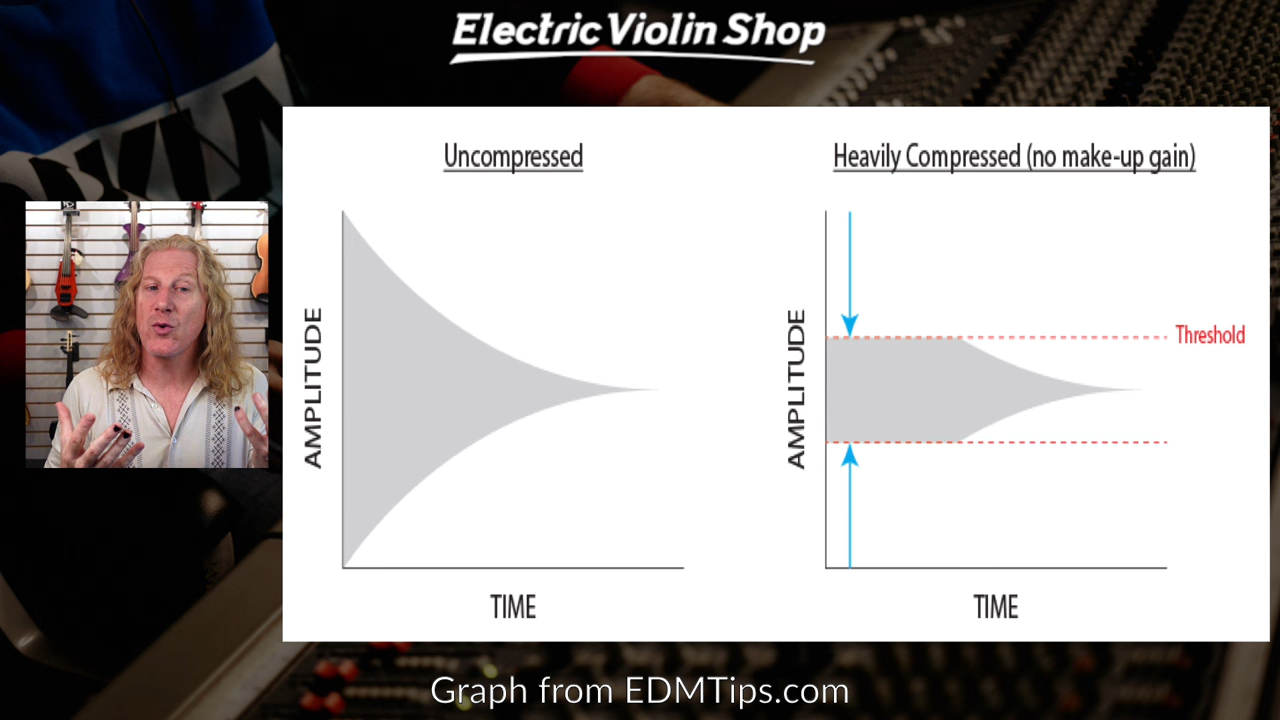 Electric Violin Shop
Uncompressed
Heavily Compressed (no make-up gain)
AMPLITUDE
TIME
AMPLITUDE
Threshold
TIME
Graph from EDMTips.com